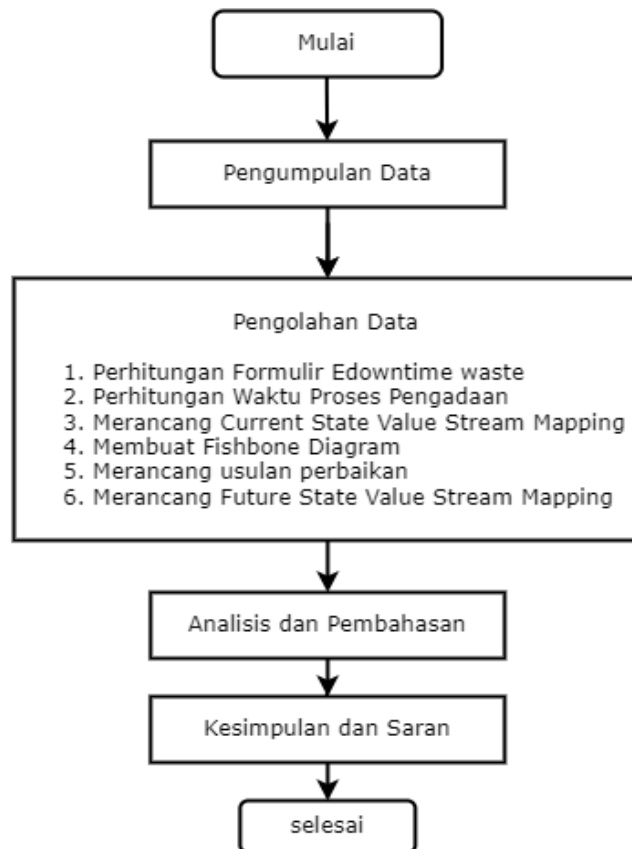 Mulai
Pengumpulan Data
Pengolahan Data
1. Perhitungan Formulir Edowntime waste
2. Perhitungan Waktu Proses Pengadaan
3. Merancang Current State Value Stream Mapping
4. Membuat Fishbone Diagram
5. Merancang usulan perbaikan
6. Merancang Future State Value Stream Mapping
Analisis dan Pembahasan
Kesimpulan dan Saran
selesai